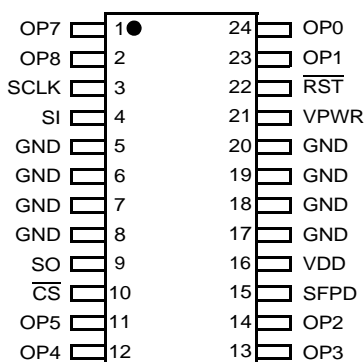 OP7 1 24 OP0
OP8 2 23 OP1
SCLK 3 22 R̅S̅T̅
SI 4 21 VPWR
GND 5 20 GND
GND 6 19 GND
GND 7 18 GND
GND 8 17 GND
SO 9 16 VDD
C̅S̅ 10 15 SFPD
OP5 11 14 OP2
OP4 12 13 OP3